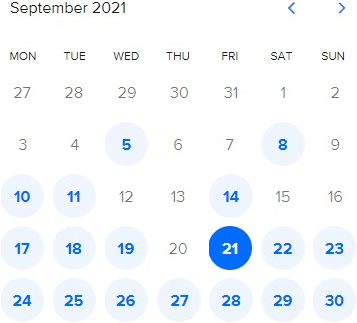 September 2021
MON TUE WED THU FRI SAT SUN
27 28 29 30 31 1 2
3 4 5 6 7 8 9
10 11 12 13 14 15 16
17 18 19 20 21 22 23
24 25 26 27 28 29 30